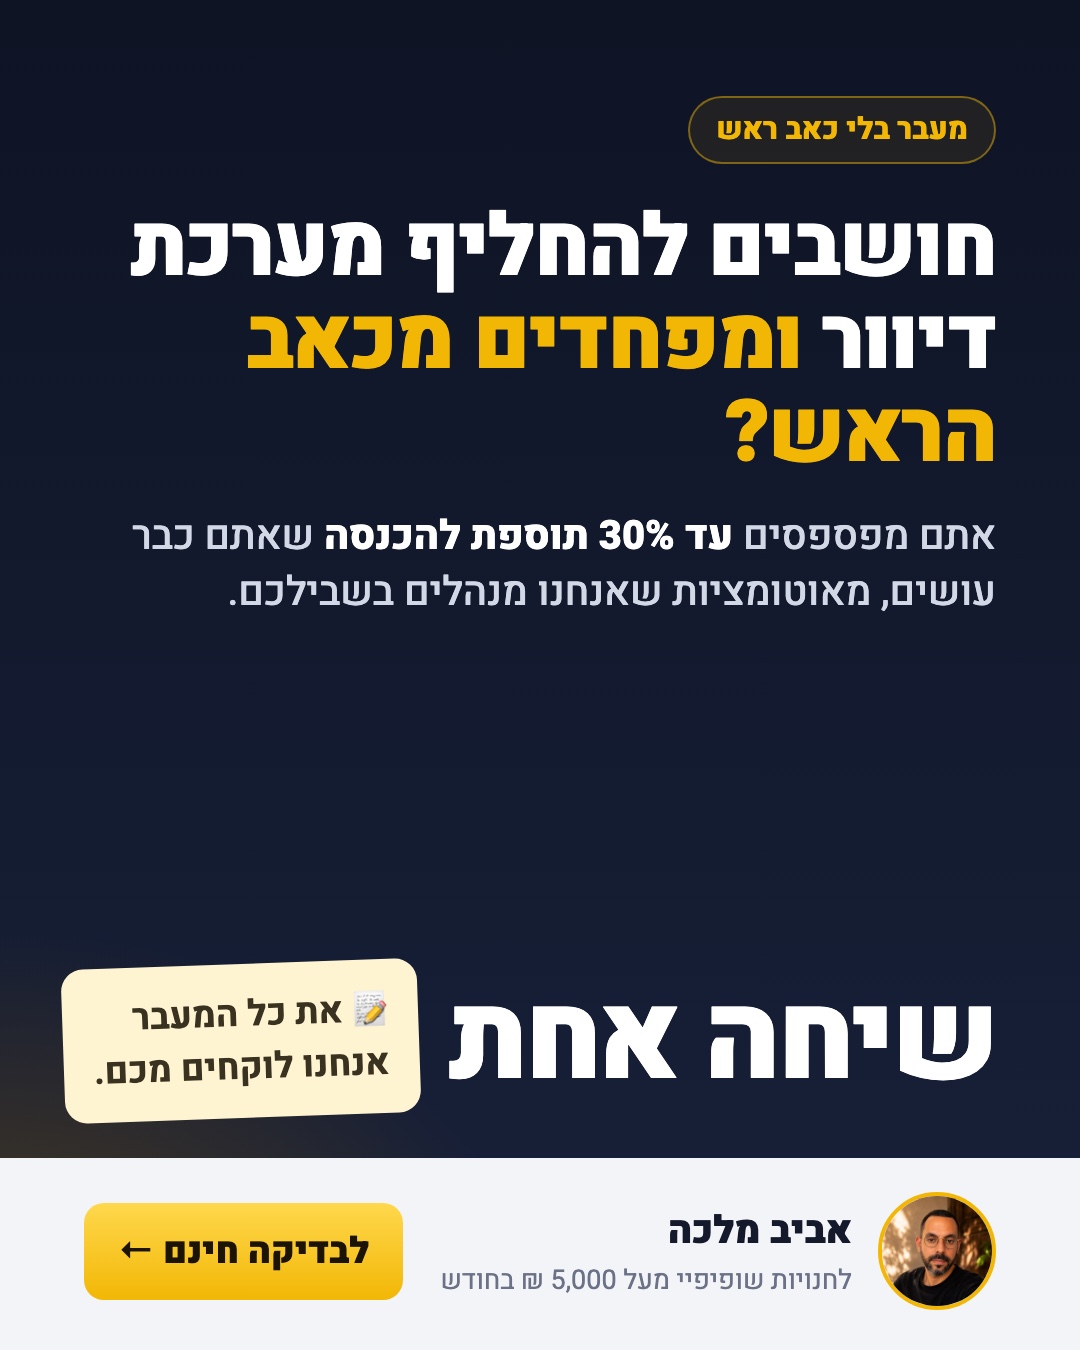 מעבר בלי כאב ראש
חושבים להחליף מערכת
דיוור ומפחדים מכאב
הראש?
אתם מפספסים עד 30% תוספת להכנסה שאתם כבר
עושים, מאוטומציות שאנחנו מנהלים בשבילכם.
שיחה אחת
📝 את כל המעבר
אנחנו לוקחים מכם.
אביב מלכה
לחנויות שופיפיי מעל 5,000 ₪ בחודש
לבדיקה חינם ←